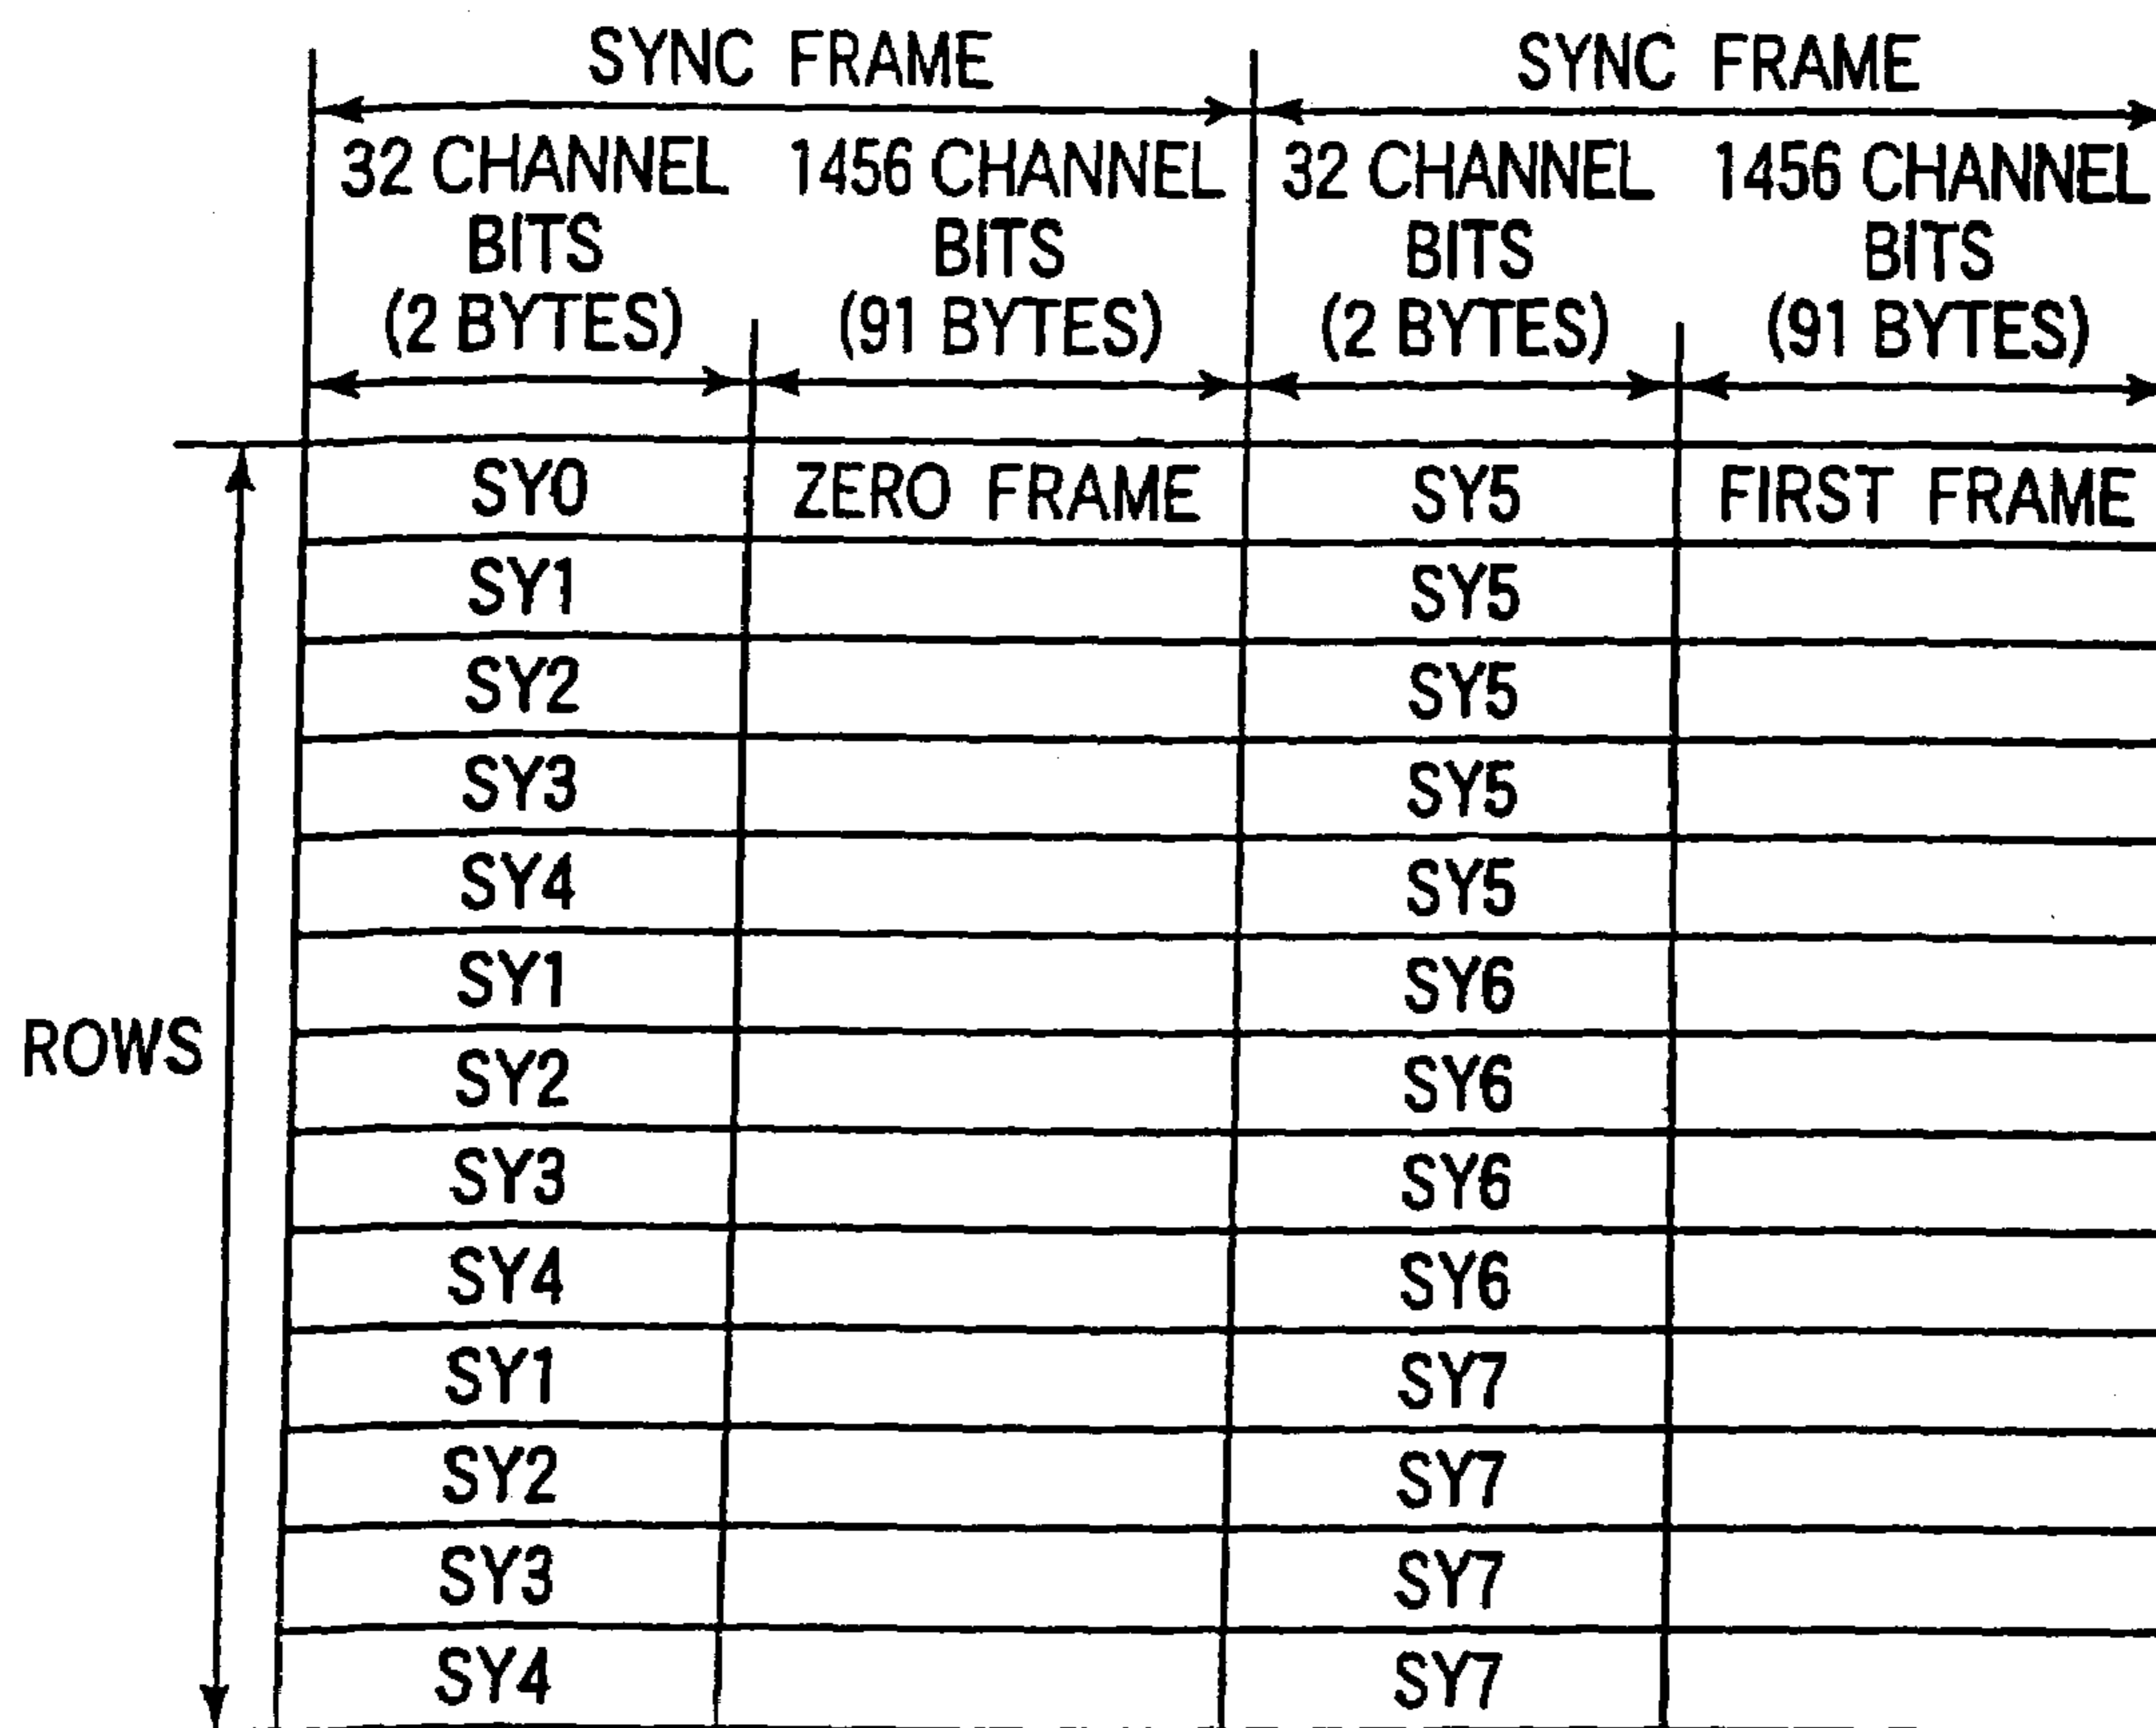 SYNC FRAME SYNC FRAME
32 CHANNEL 1456 CHANNEL 32 CHANNEL 1456 CHANNEL
BITS BITS BITS BITS
(2 BYTES) (91 BYTES) (2 BYTES) (91 BYTES)
SY0 ZERO FRAME SY5 FIRST FRAME
SY1 SY5
SY2 SY5
SY3 SY5
SY4 SY5
SY1 SY6
ROWS
SY2 SY6
SY3 SY6
SY4 SY6
SY1 SY7
SY2 SY7
SY3 SY7
SY4 SY7